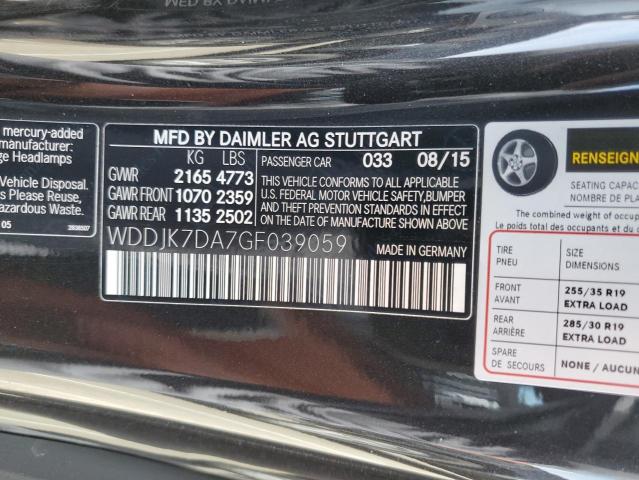 mercury-added
manufacturer:
ge Headlamps
Vehicle Disposal.
azardous Waste.
05
MFD BY DAIMLER AG STUTTGART
KG LBS
PASSENGER CAR 033 08/15
GVWR 2165 4773
GAWR FRONT 1070 2359
GAWR REAR 1135 2502
THIS VEHICLE CONFORMS TO ALL APPLICABLE
U.S. FEDERAL MOTOR VEHICLE SAFETY,BUMPER
AND THEFT PREVENTION STANDARDS IN EFFECT
ON THE DATE OF MANUFACTURE SHOWN ABOVE
MADE IN GERMANY
WDDJK7DA7GF039059
RENSEIGN
SEATING CAPAC
NOMBRE DE PLA
The combined weight of occupa
Le poids total des occup
TIRE
PNEU
SIZE
DIMENSIONS
FRONT
AVANT
255/35 R19
EXTRA LOAD
REAR
ARRIÈRE
285/30 R19
EXTRA LOAD
SPARE
DE SECOURS
NONE / AUCUN